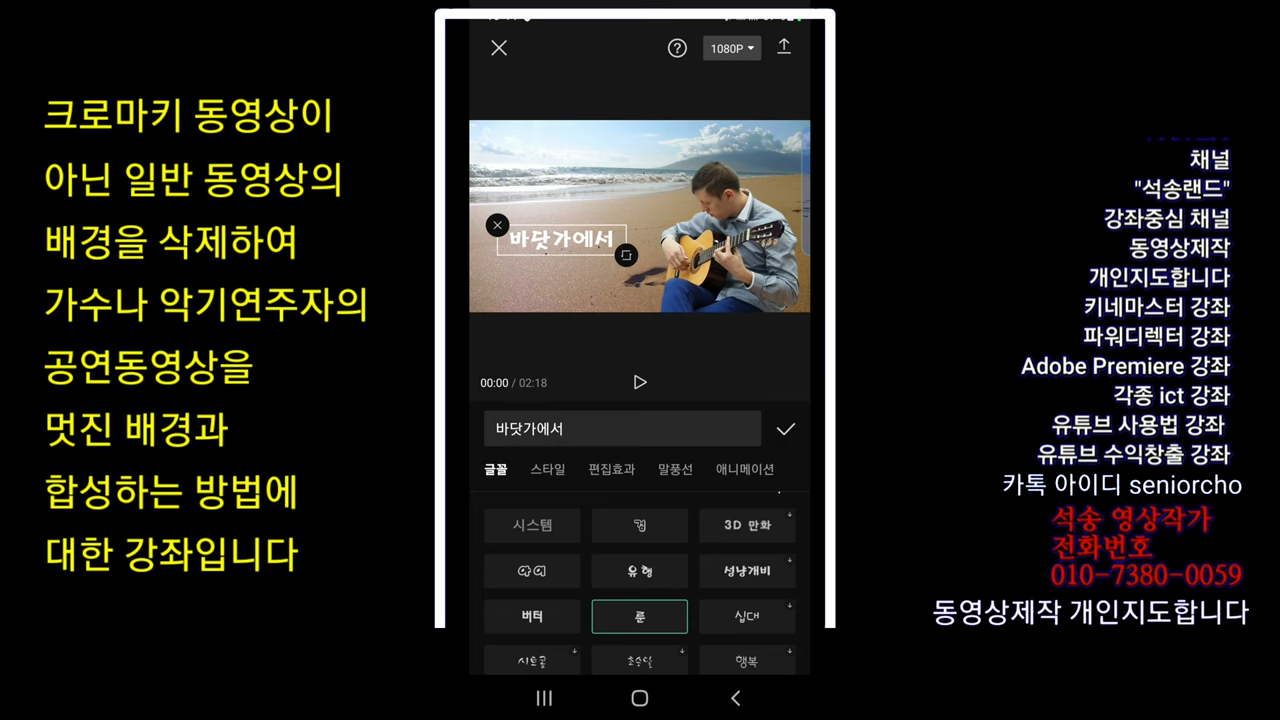 크로마키 동영상이
아닌 일반 동영상의
배경을 삭제하여
가수나 악기연주자의
공연동영상을
멋진 배경과
합성하는 방법에
대한 강좌입니다
1080P
바닷가에서
00:00 / 02:18
바닷가에서
글꼴 스타일 편집효과 말풍선 애니메이션
시스템 3D 만화
유행 성냥개비
버터 룬 십대
초승달 행복
채널
"석송랜드"
강좌중심 채널
동영상제작
개인지도합니다
키네마스터 강좌
파워디렉터 강좌
Adobe Premiere 강좌
각종 ict 강좌
유튜브 사용법 강좌
유튜브 수익창출 강좌
카톡 아이디 seniorcho
석송 영상작가
전화번호
010-7380-0059
동영상제작 개인지도합니다